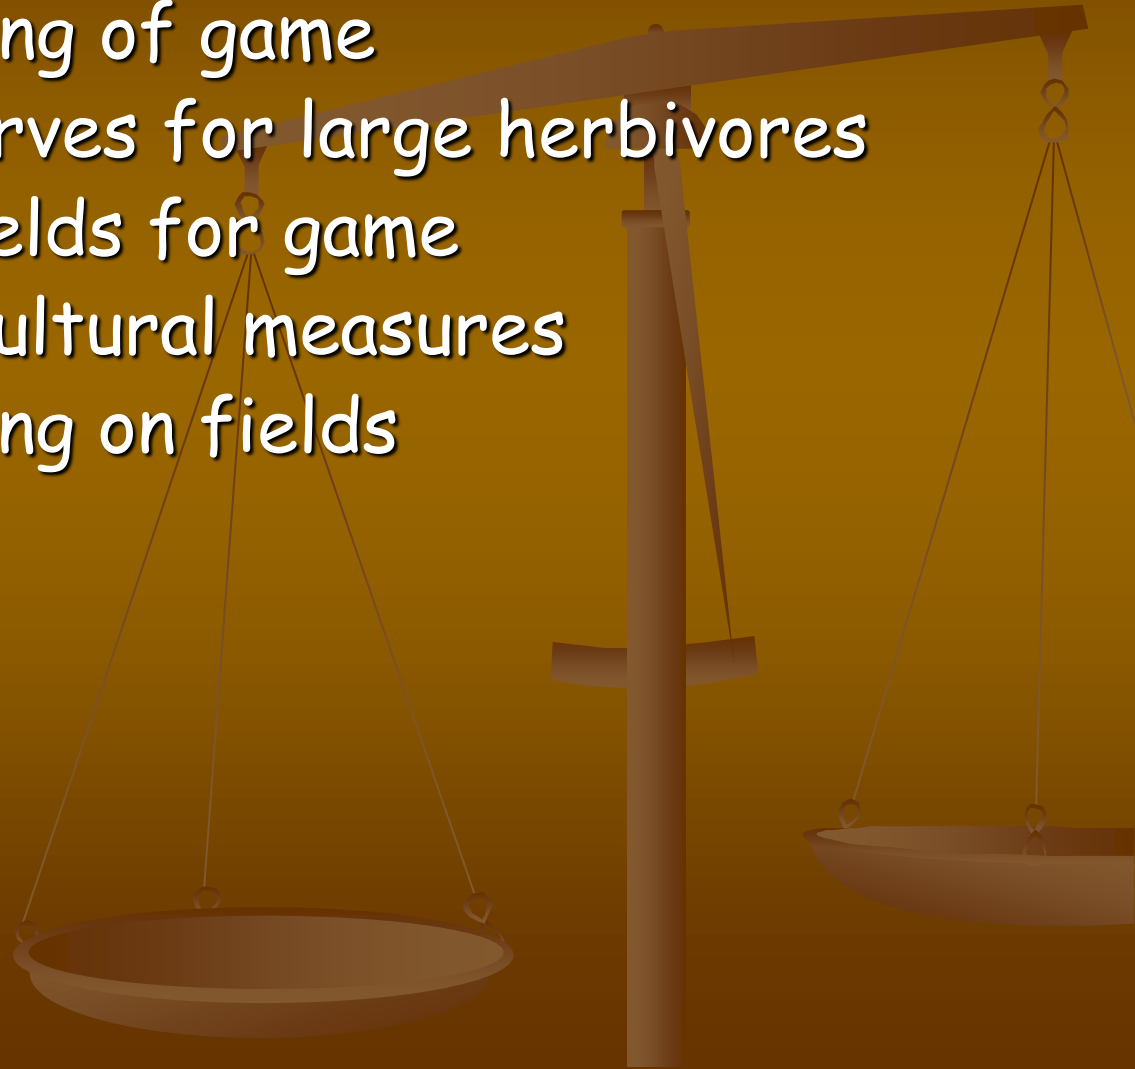 ng of game
rves for large herbivores
elds for game
ultural measures
ng on fields